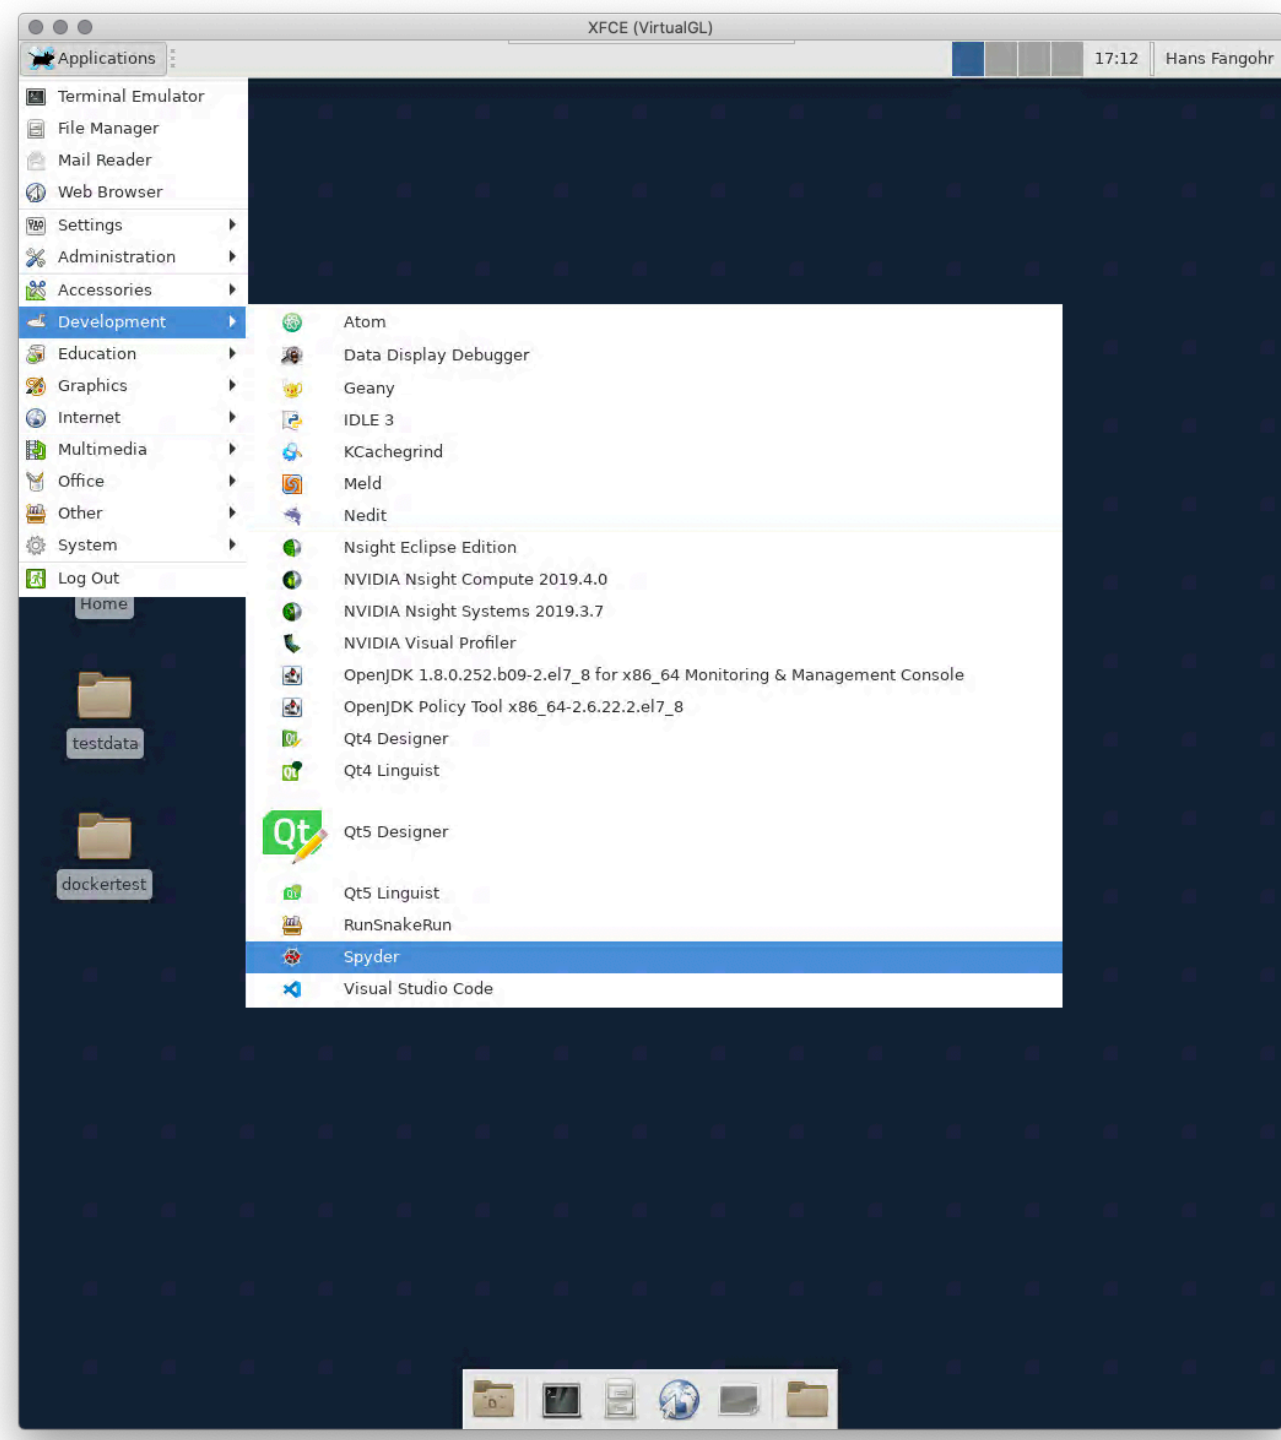 XFCE (VirtualGL)
Applications
17:12
Hans Fangohr
Terminal Emulator
File Manager
Mail Reader
Web Browser
Settings
Administration
Accessories
Development
Education
Graphics
Internet
Multimedia
Office
Other
System
Log Out
Atom
Data Display Debugger
Geany
IDLE 3
KCachegrind
Meld
Nedit
Nsight Eclipse Edition
NVIDIA Nsight Compute 2019.4.0
NVIDIA Nsight Systems 2019.3.7
NVIDIA Visual Profiler
OpenJDK 1.8.0.252.b09-2.el7_8 for x86_64 Monitoring & Management Console
OpenJDK Policy Tool x86_64-2.6.22.2.el7_8
Qt4 Designer
Qt4 Linguist
Qt
Qt5 Designer
Qt5 Linguist
RunSnakeRun
Spyder
Visual Studio Code
Home
testdata
dockertest